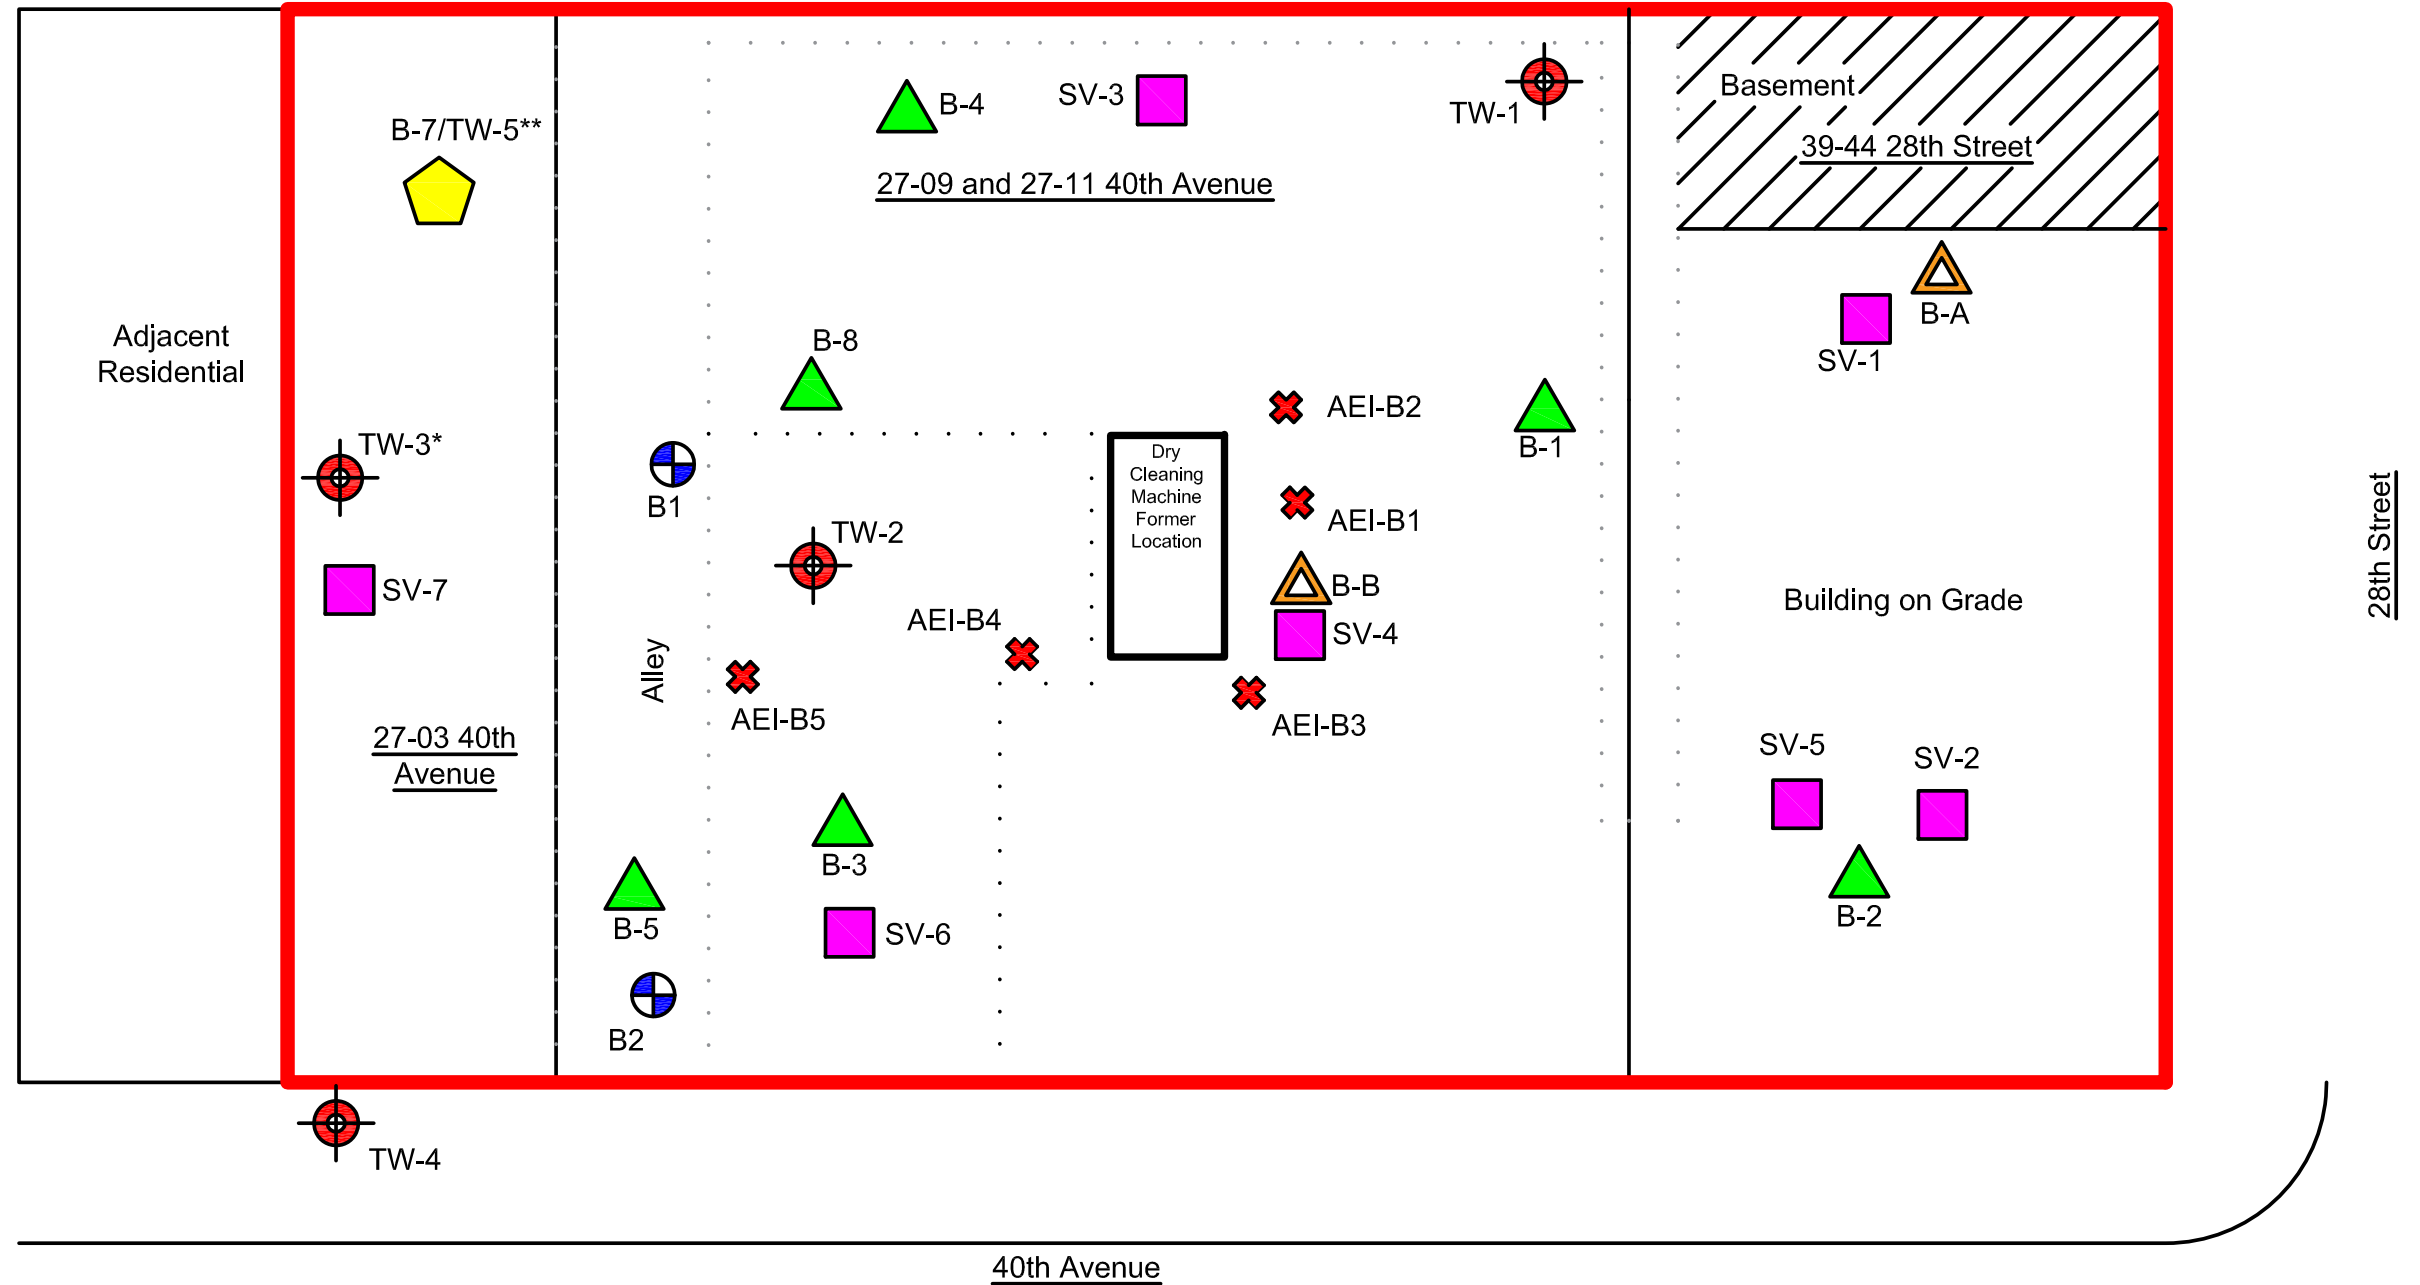 Basement
B-4
SV-3
TW-1
B-7/TW-5**
39-44 28th Street
27-09 and 27-11 40th Avenue
B-A
SV-1
Adjacent
Residential
B-8
AEI-B2
B-1
TW-3*
Dry
Cleaning
Machine
Former
Location
B1
AEI-B1
TW-2
28th Street
SV-7
B-B
Building on Grade
AEI-B4
SV-4
Alley
AEI-B5
AEI-B3
27-03 40th
Avenue
SV-5
SV-2
B-3
B-2
B-5
SV-6
B2
TW-4
40th Avenue